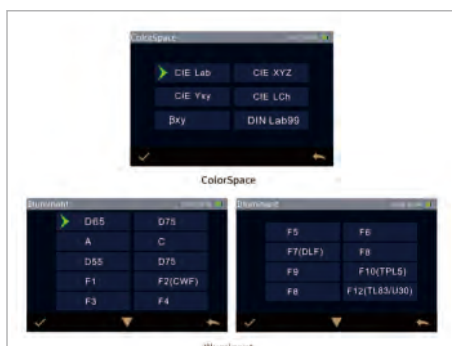 ColorSpace
CIE Lab CIE XYZ
CIE Yxy CIE LCh
βxy DIN Lab99
ColorSpace
Illuminant
D65 D75
A C
D55 D75
F1 F2(CWF)
F3 F4
Illuminant
F5 F6
F7(DLF) F8
F9 F10(TPL5)
F8 F12(TL83/U30)